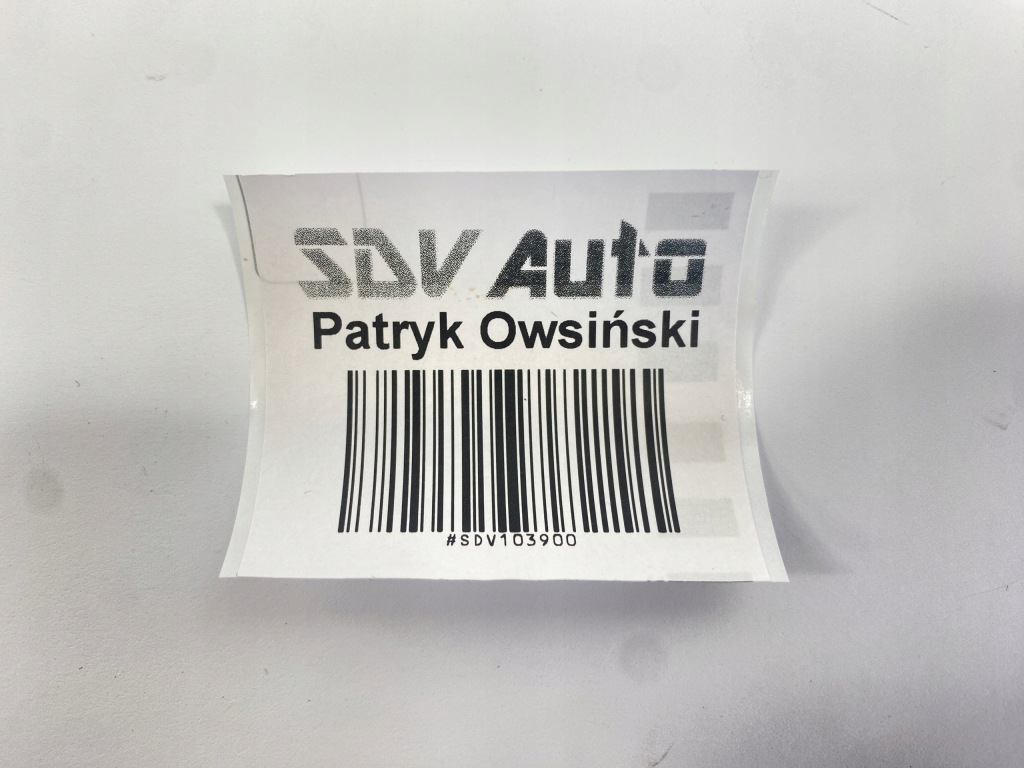 SDV Auto
Patryk Owsiński
#SDV103900